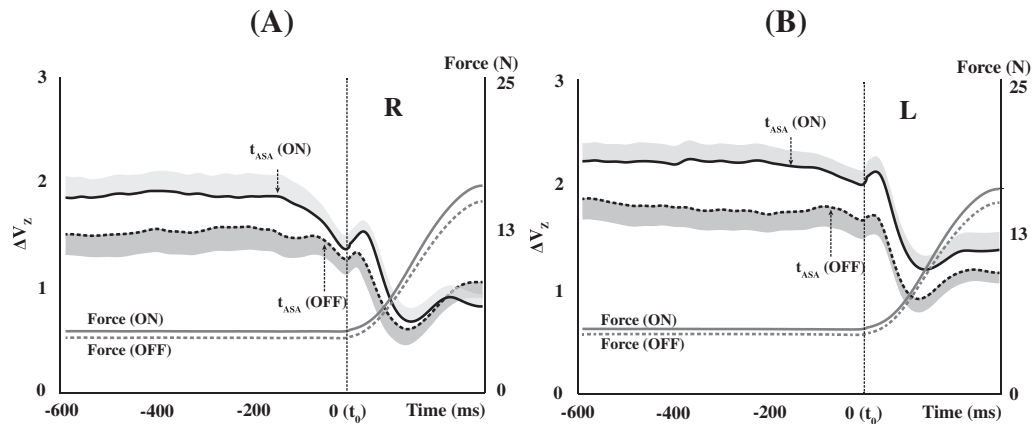 (A)
Force (N)
3
25
R
t_ASA (ON)
2
ΔV_Z
13
t_ASA (OFF)
1
Force (ON)
Force (OFF)
0
0
-600
-400
-200
0 (t_0)
Time (ms)
(B)
Force (N)
3
25
L
t_ASA (ON)
2
ΔV_Z
13
t_ASA (OFF)
1
Force (ON)
Force (OFF)
0
0
-600
-400
-200
0 (t_0)
Time (ms)